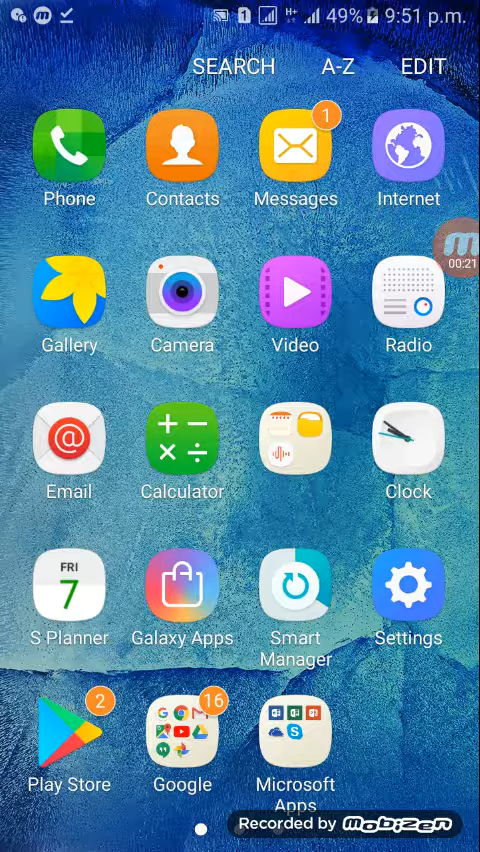 1 H+ 49% 9:51 p.m.
SEARCH A-Z EDIT
1
Phone Contacts Messages Internet
00:21
Gallery Camera Video Radio
@
Email Calculator Clock
FRI
7
S Planner Galaxy Apps Smart Manager Settings
2 16
Play Store Google Microsoft Apps
Recorded by mobizen